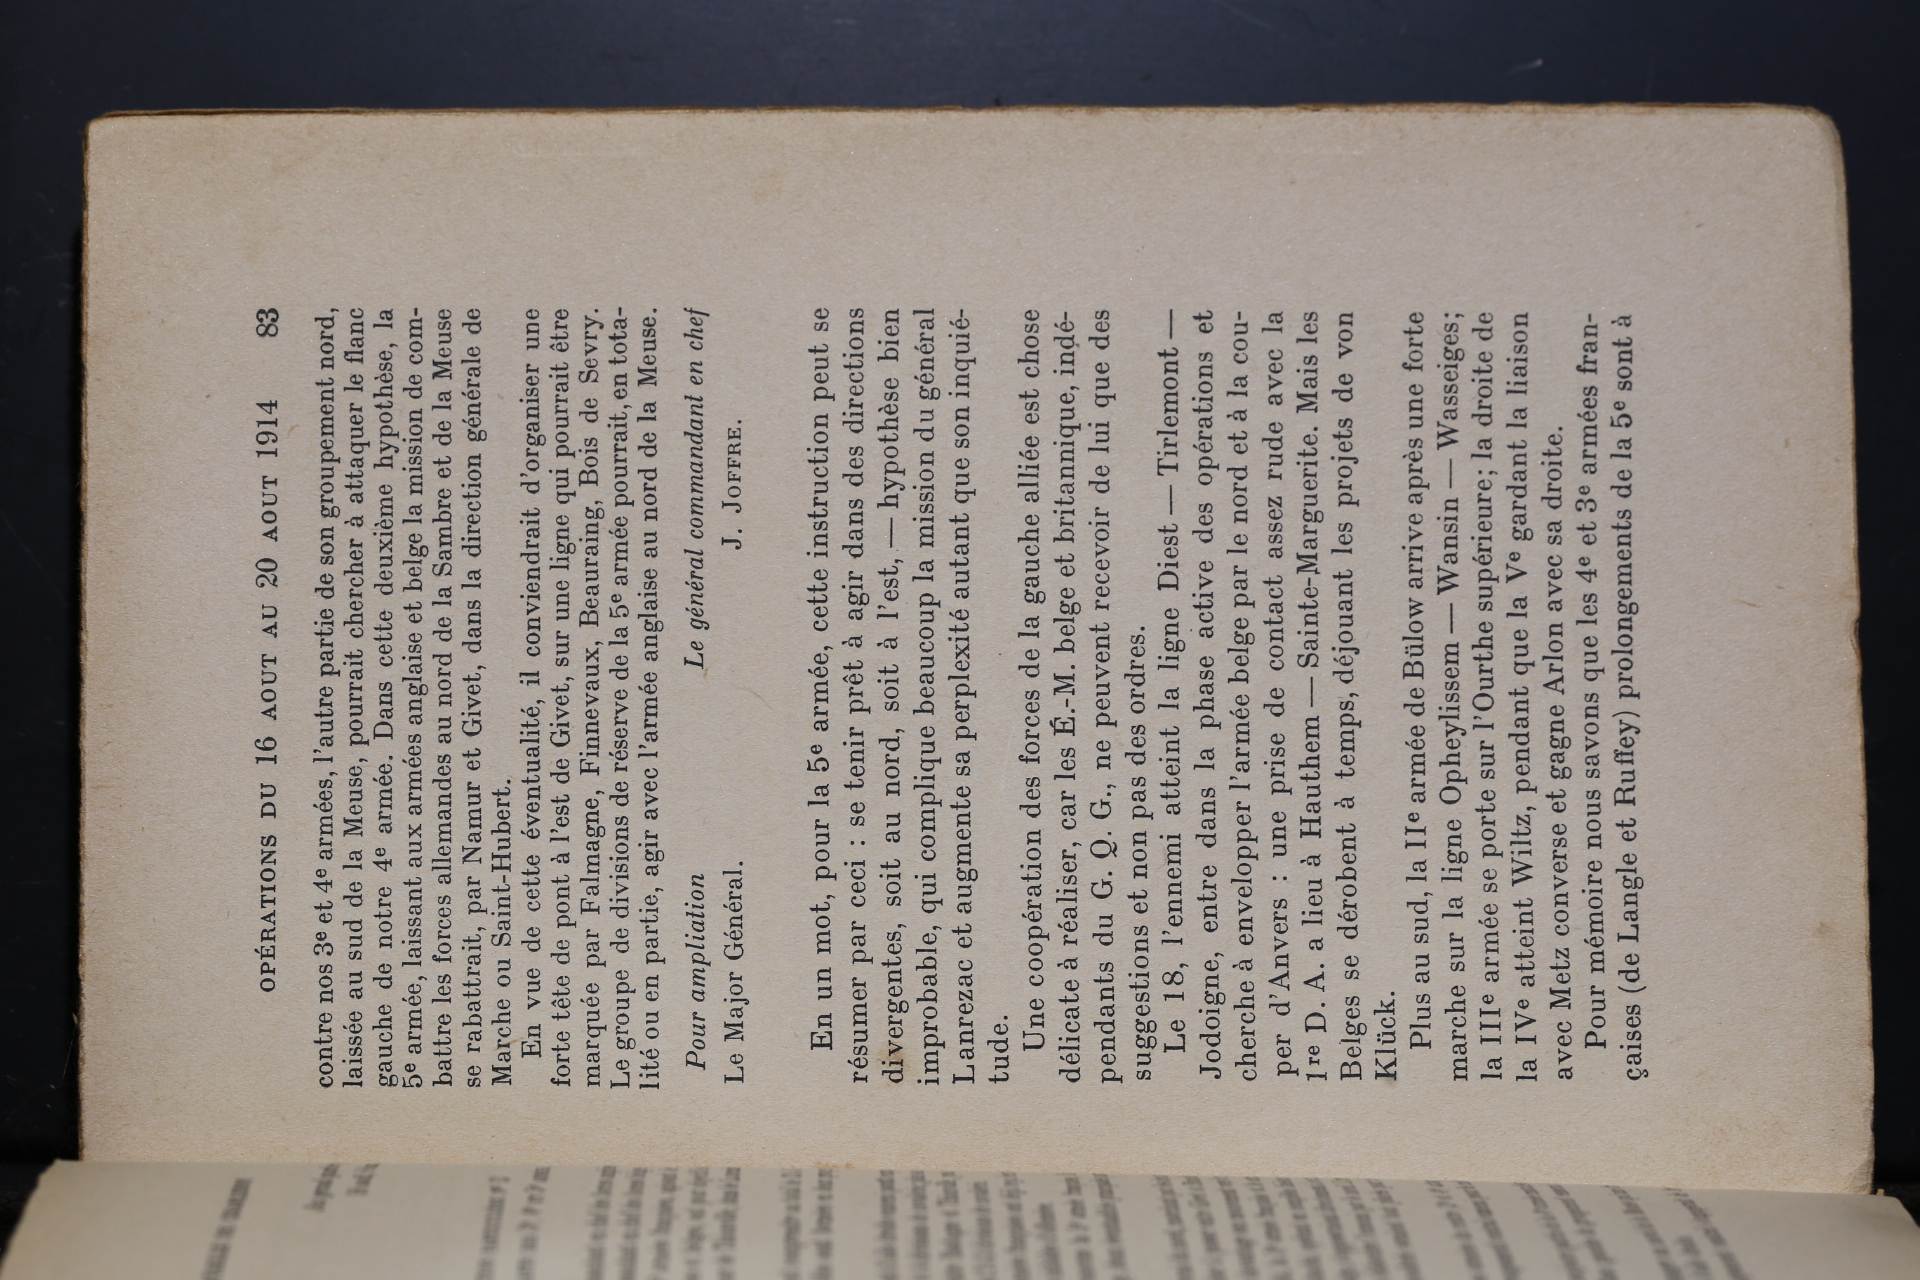 OPÉRATIONS DU 16 AOUT AU 20 AOUT 1914 83
contre nos 3e et 4e armées, l'autre partie de son groupement nord,
laissée au sud de la Meuse, pourrait chercher à attaquer le flanc
gauche de notre 4e armée. Dans cette deuxième hypothèse, la
5e armée, laissant aux armées anglaise et belge la mission de com-
battre les forces allemandes au nord de la Sambre et de la Meuse
se rabattrait, par Namur et Givet, dans la direction générale de
Marche ou Saint-Hubert.
En vue de cette éventualité, il conviendrait d'organiser une
forte tête de pont à l'est de Givet, sur une ligne qui pourrait être
marquée par Falmagne, Finnevaux, Beauraing, Bois de Sevry.
Le groupe de divisions de réserve de la 5e armée pourrait, en tota-
lité ou en partie, agir avec l'armée anglaise au nord de la Meuse.
Pour ampliation Le général commandant en chef
Le Major Général. J. JOFFRE.
En un mot, pour la 5e armée, cette instruction peut se
résumer par ceci : se tenir prêt à agir dans des directions
divergentes, soit au nord, soit à l'est, — hypothèse bien
improbable, qui complique beaucoup la mission du général
Lanrezac et augmente sa perplexité autant que son inquié-
tude.
Une coopération des forces de la gauche alliée est chose
délicate à réaliser, car les É.-M. belge et britannique, indé-
pendants du G. Q. G., ne peuvent recevoir de lui que des
suggestions et non pas des ordres.
Le 18, l'ennemi atteint la ligne Diest — Tirlemont —
Jodoigne, entre dans la phase active des opérations et
cherche à envelopper l'armée belge par le nord et à la cou-
per d'Anvers : une prise de contact assez rude avec la
1re D. A. a lieu à Hauthem — Sainte-Marguerite. Mais les
Belges se dérobent à temps, déjouant les projets de von
Klück.
Plus au sud, la IIe armée de Bülow arrive après une forte
marche sur la ligne Opheylissem — Wansin — Wasseiges;
la IIIe armée se porte sur l'Ourthe supérieure; la droite de
la IVe atteint Wiltz, pendant que la Ve gardant la liaison
avec Metz converse et gagne Arlon avec sa droite.
Pour mémoire nous savons que les 4e et 3e armées fran-
çaises (de Langle et Ruffey) prolongements de la 5e sont à